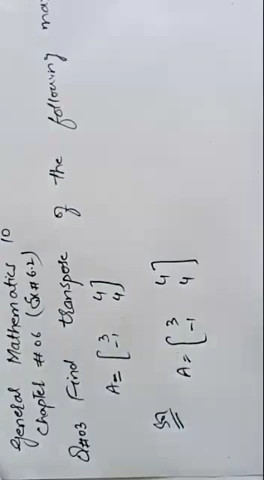 General Mathematics 10
Chapter # 06 (Ex # 6.2)
Q#03 Find transpose of the following
A = [ 3 4
-1 4 ]
Sol
A = [ 3 4
-1 4 ]